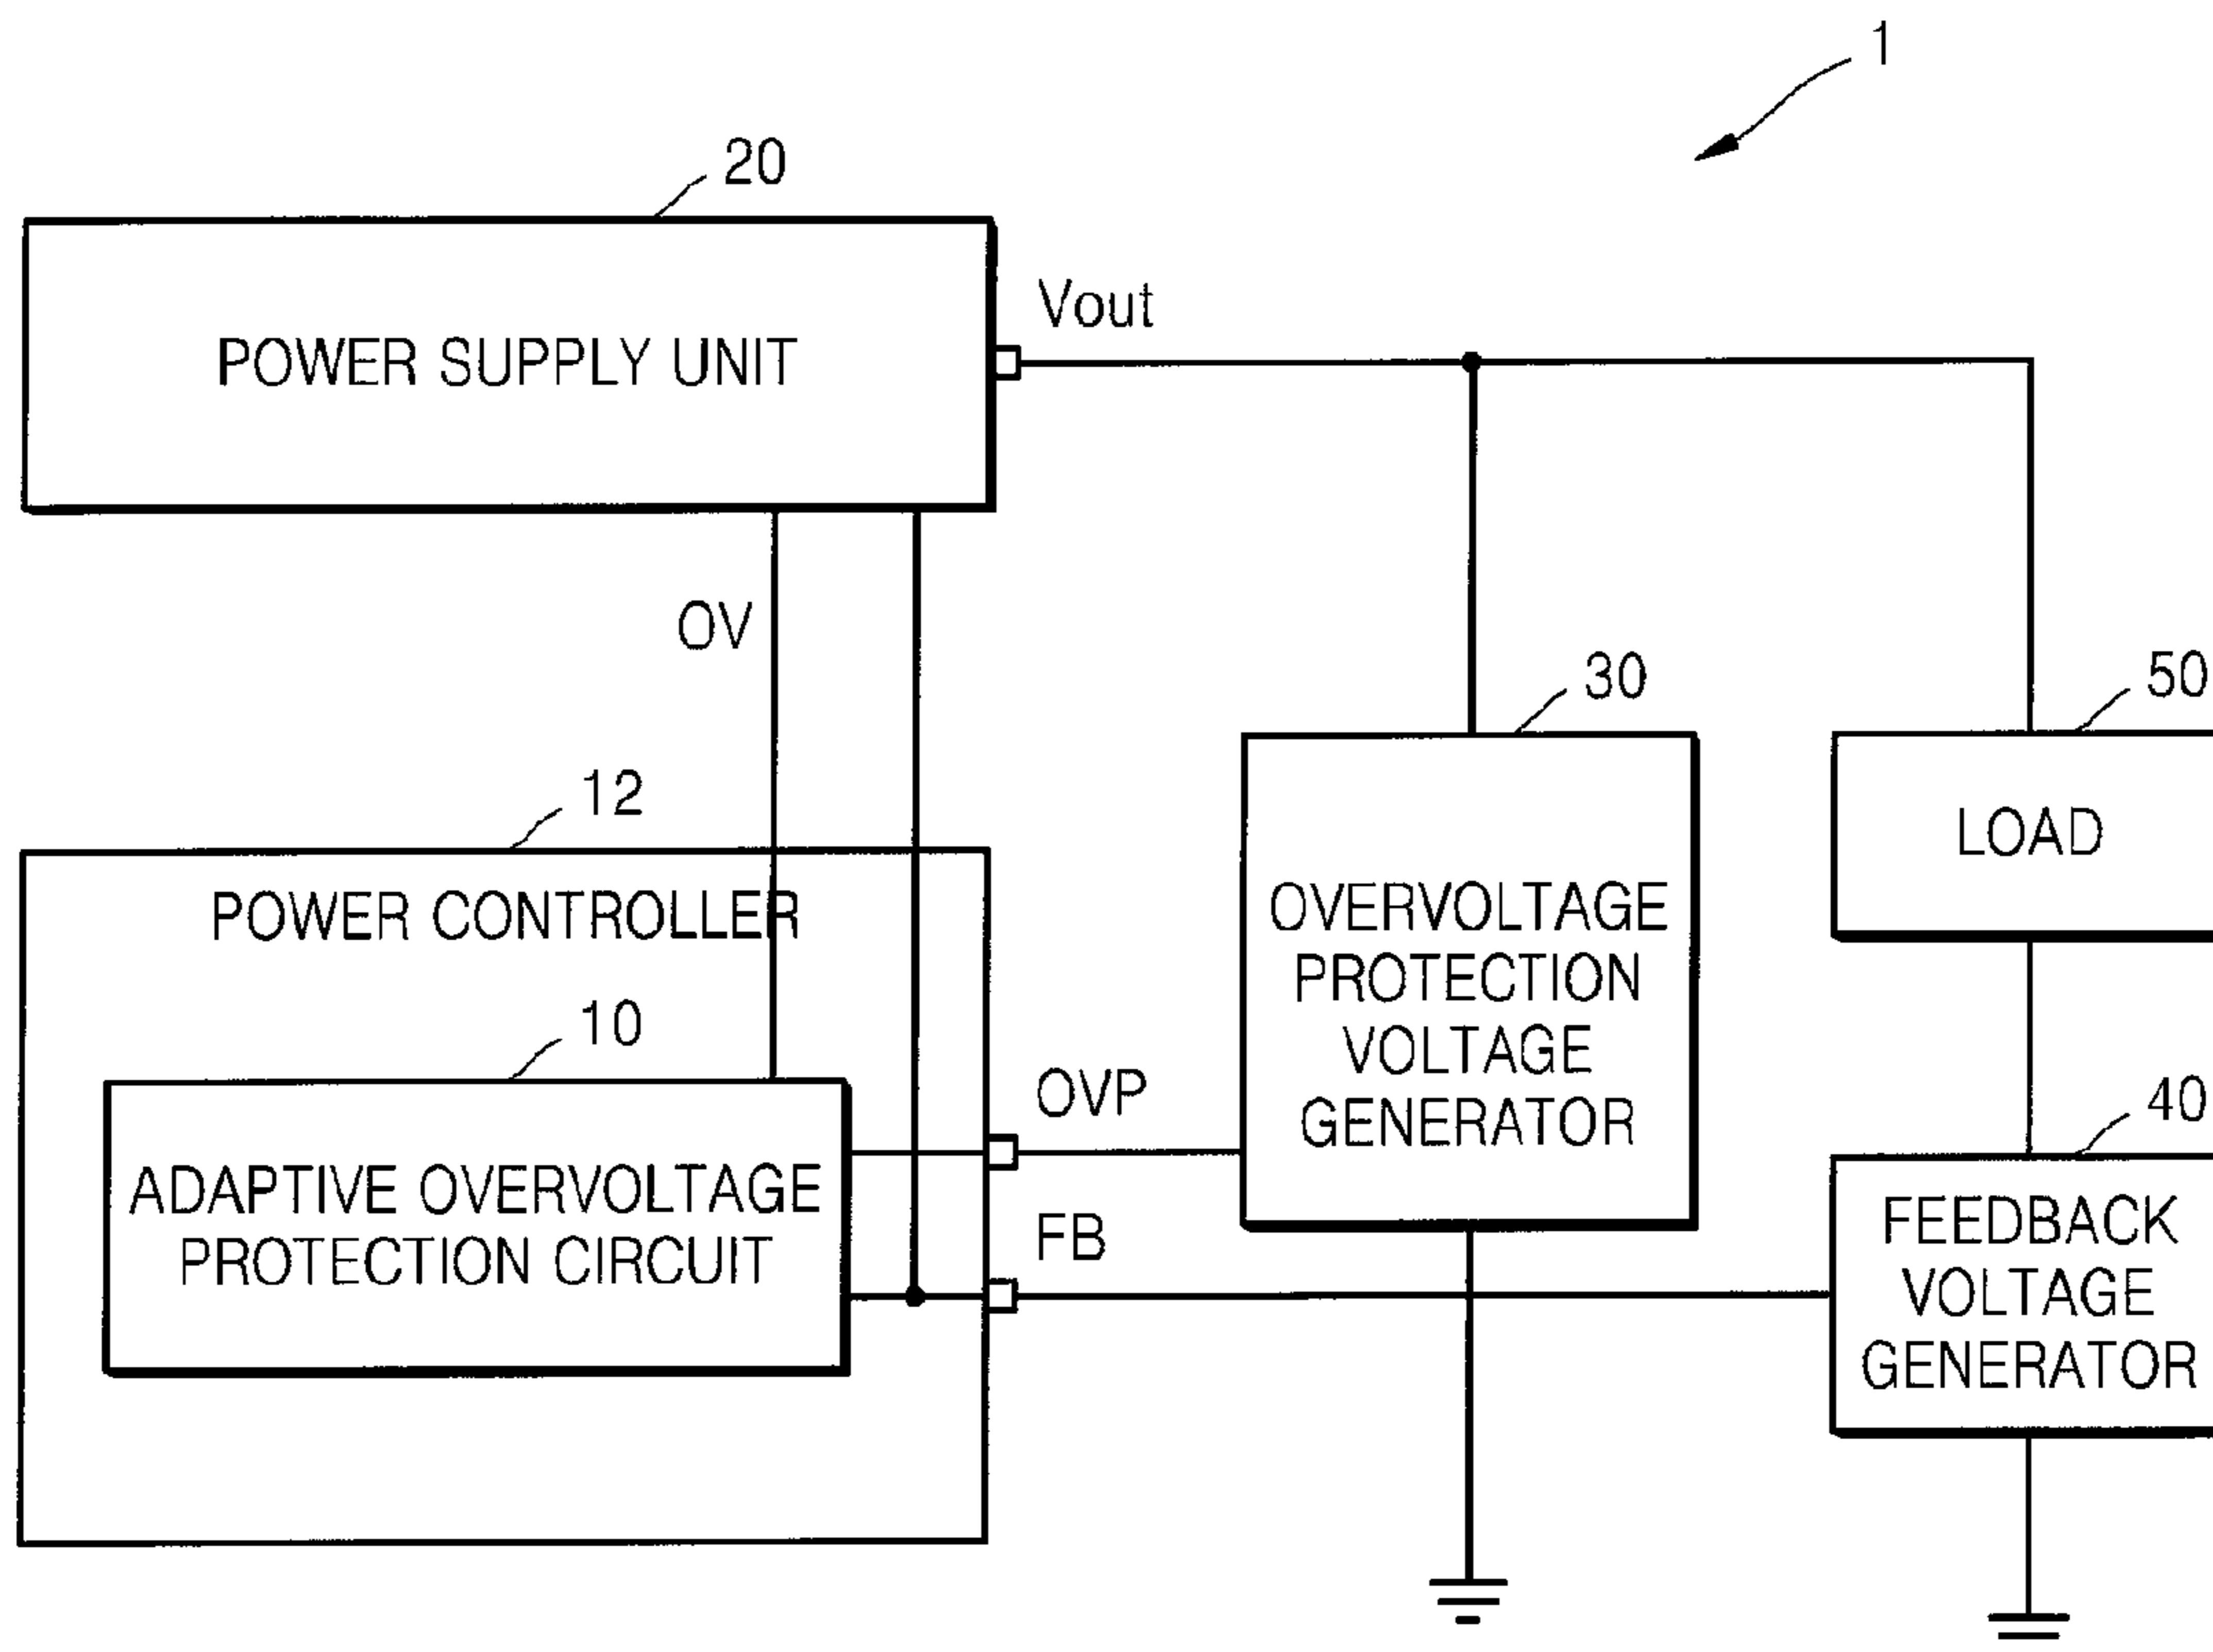 1
20
POWER SUPPLY UNIT
Vout
OV
30
50
12
POWER CONTROLLER
LOAD
OVERVOLTAGE
PROTECTION
VOLTAGE
GENERATOR
10
ADAPTIVE OVERVOLTAGE
PROTECTION CIRCUIT
OVP
FB
40
FEEDBACK
VOLTAGE
GENERATOR